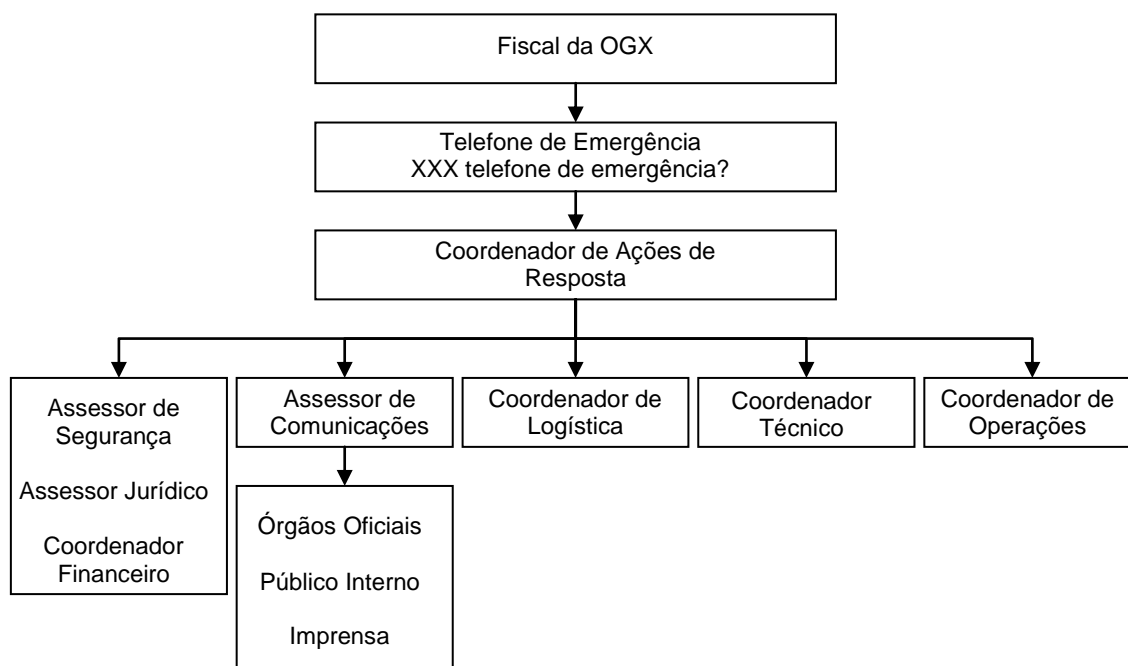 Fiscal da OGX
Telefone de Emergência
XXX telefone de emergência?
Coordenador de Ações de
Resposta
Assessor de
Segurança
Assessor Jurídico
Coordenador
Financeiro
Assessor de
Comunicações
Órgãos Oficiais
Público Interno
Imprensa
Coordenador de
Logística
Coordenador
Técnico
Coordenador de
Operações